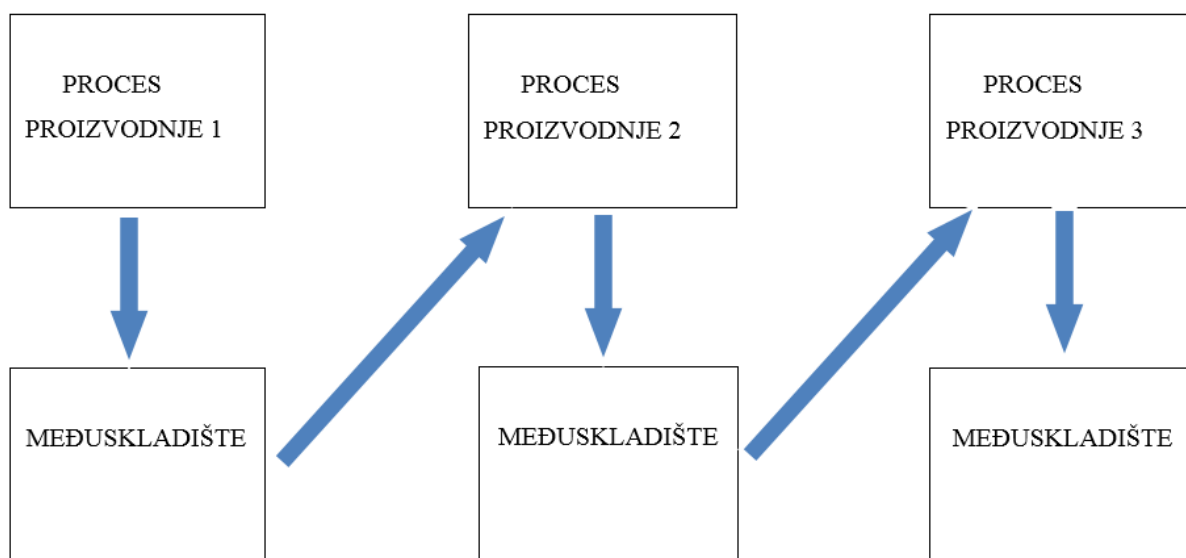 PROCES
PROIZVODNJE 1
PROCES
PROIZVODNJE 2
PROCES
PROIZVODNJE 3
MEĐUSKLADIŠTE
MEĐUSKLADIŠTE
MEĐUSKLADIŠTE